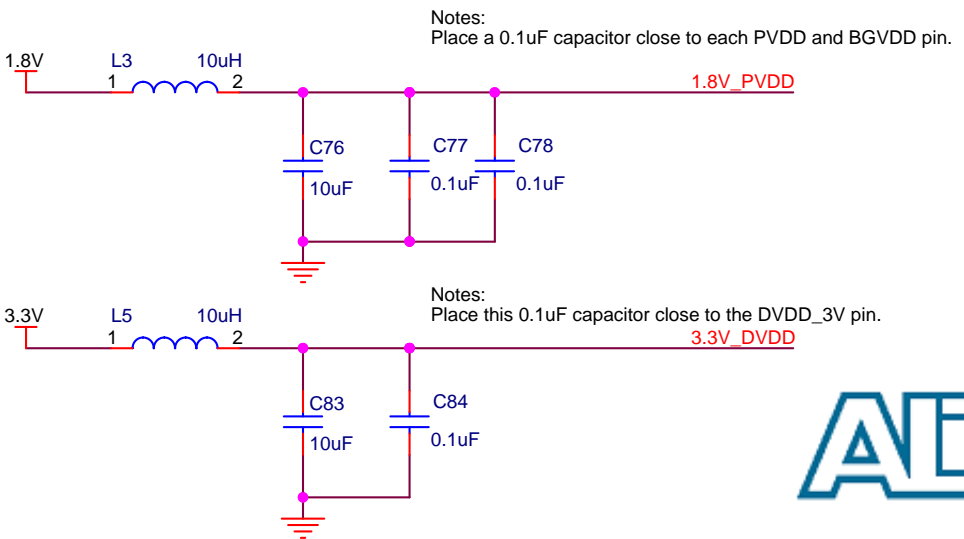 Notes:
Place a 0.1uF capacitor close to each PVDD and BGVDD pin.
1.8V
L3
10uH
1
2
1.8V_PVDD
C76
C77
C78
10uF
0.1uF
0.1uF
Notes:
Place this 0.1uF capacitor close to the DVDD_3V pin.
3.3V
L5
10uH
1
2
3.3V_DVDD
C83
C84
10uF
0.1uF